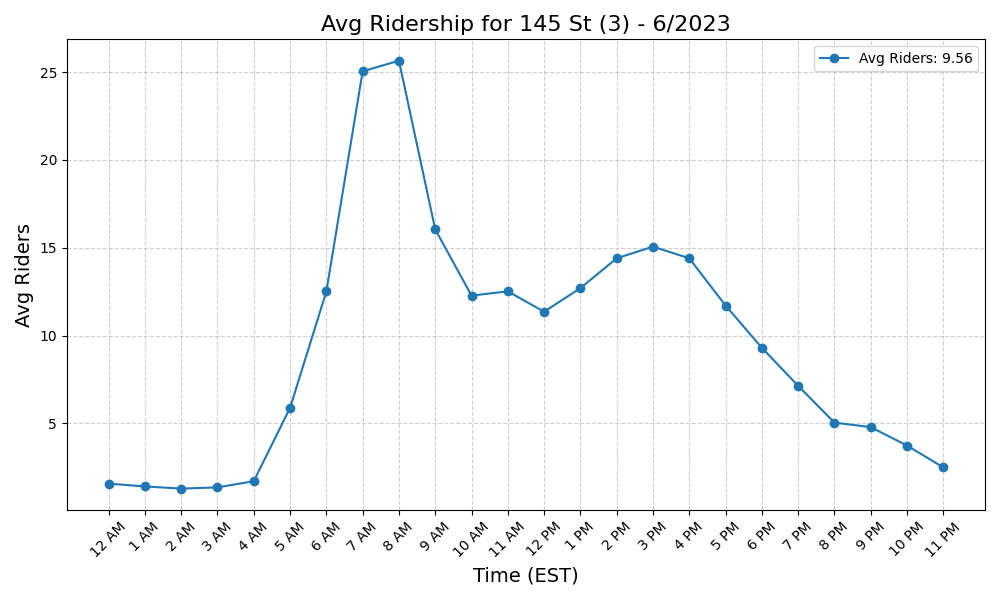 Avg Ridership for 145 St (3) - 6/2023
Avg Riders: 9.56
Avg Riders
25
20
15
10
5
12 AM
1 AM
2 AM
3 AM
4 AM
5 AM
6 AM
7 AM
8 AM
9 AM
10 AM
11 AM
12 PM
1 PM
2 PM
3 PM
4 PM
5 PM
6 PM
7 PM
8 PM
9 PM
10 PM
11 PM
Time (EST)